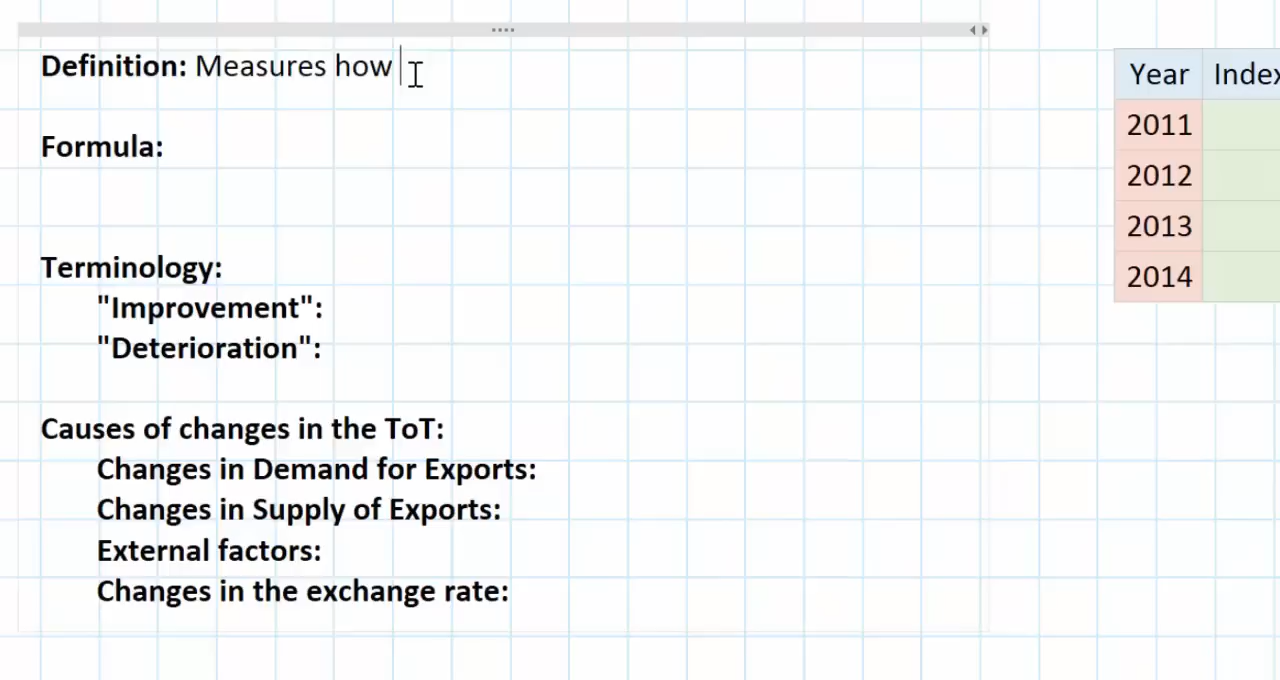 Definition: Measures how
Formula:
Terminology:
"Improvement":
"Deterioration":
Causes of changes in the ToT:
Changes in Demand for Exports:
Changes in Supply of Exports:
External factors:
Changes in the exchange rate:
Year Index
2011
2012
2013
2014